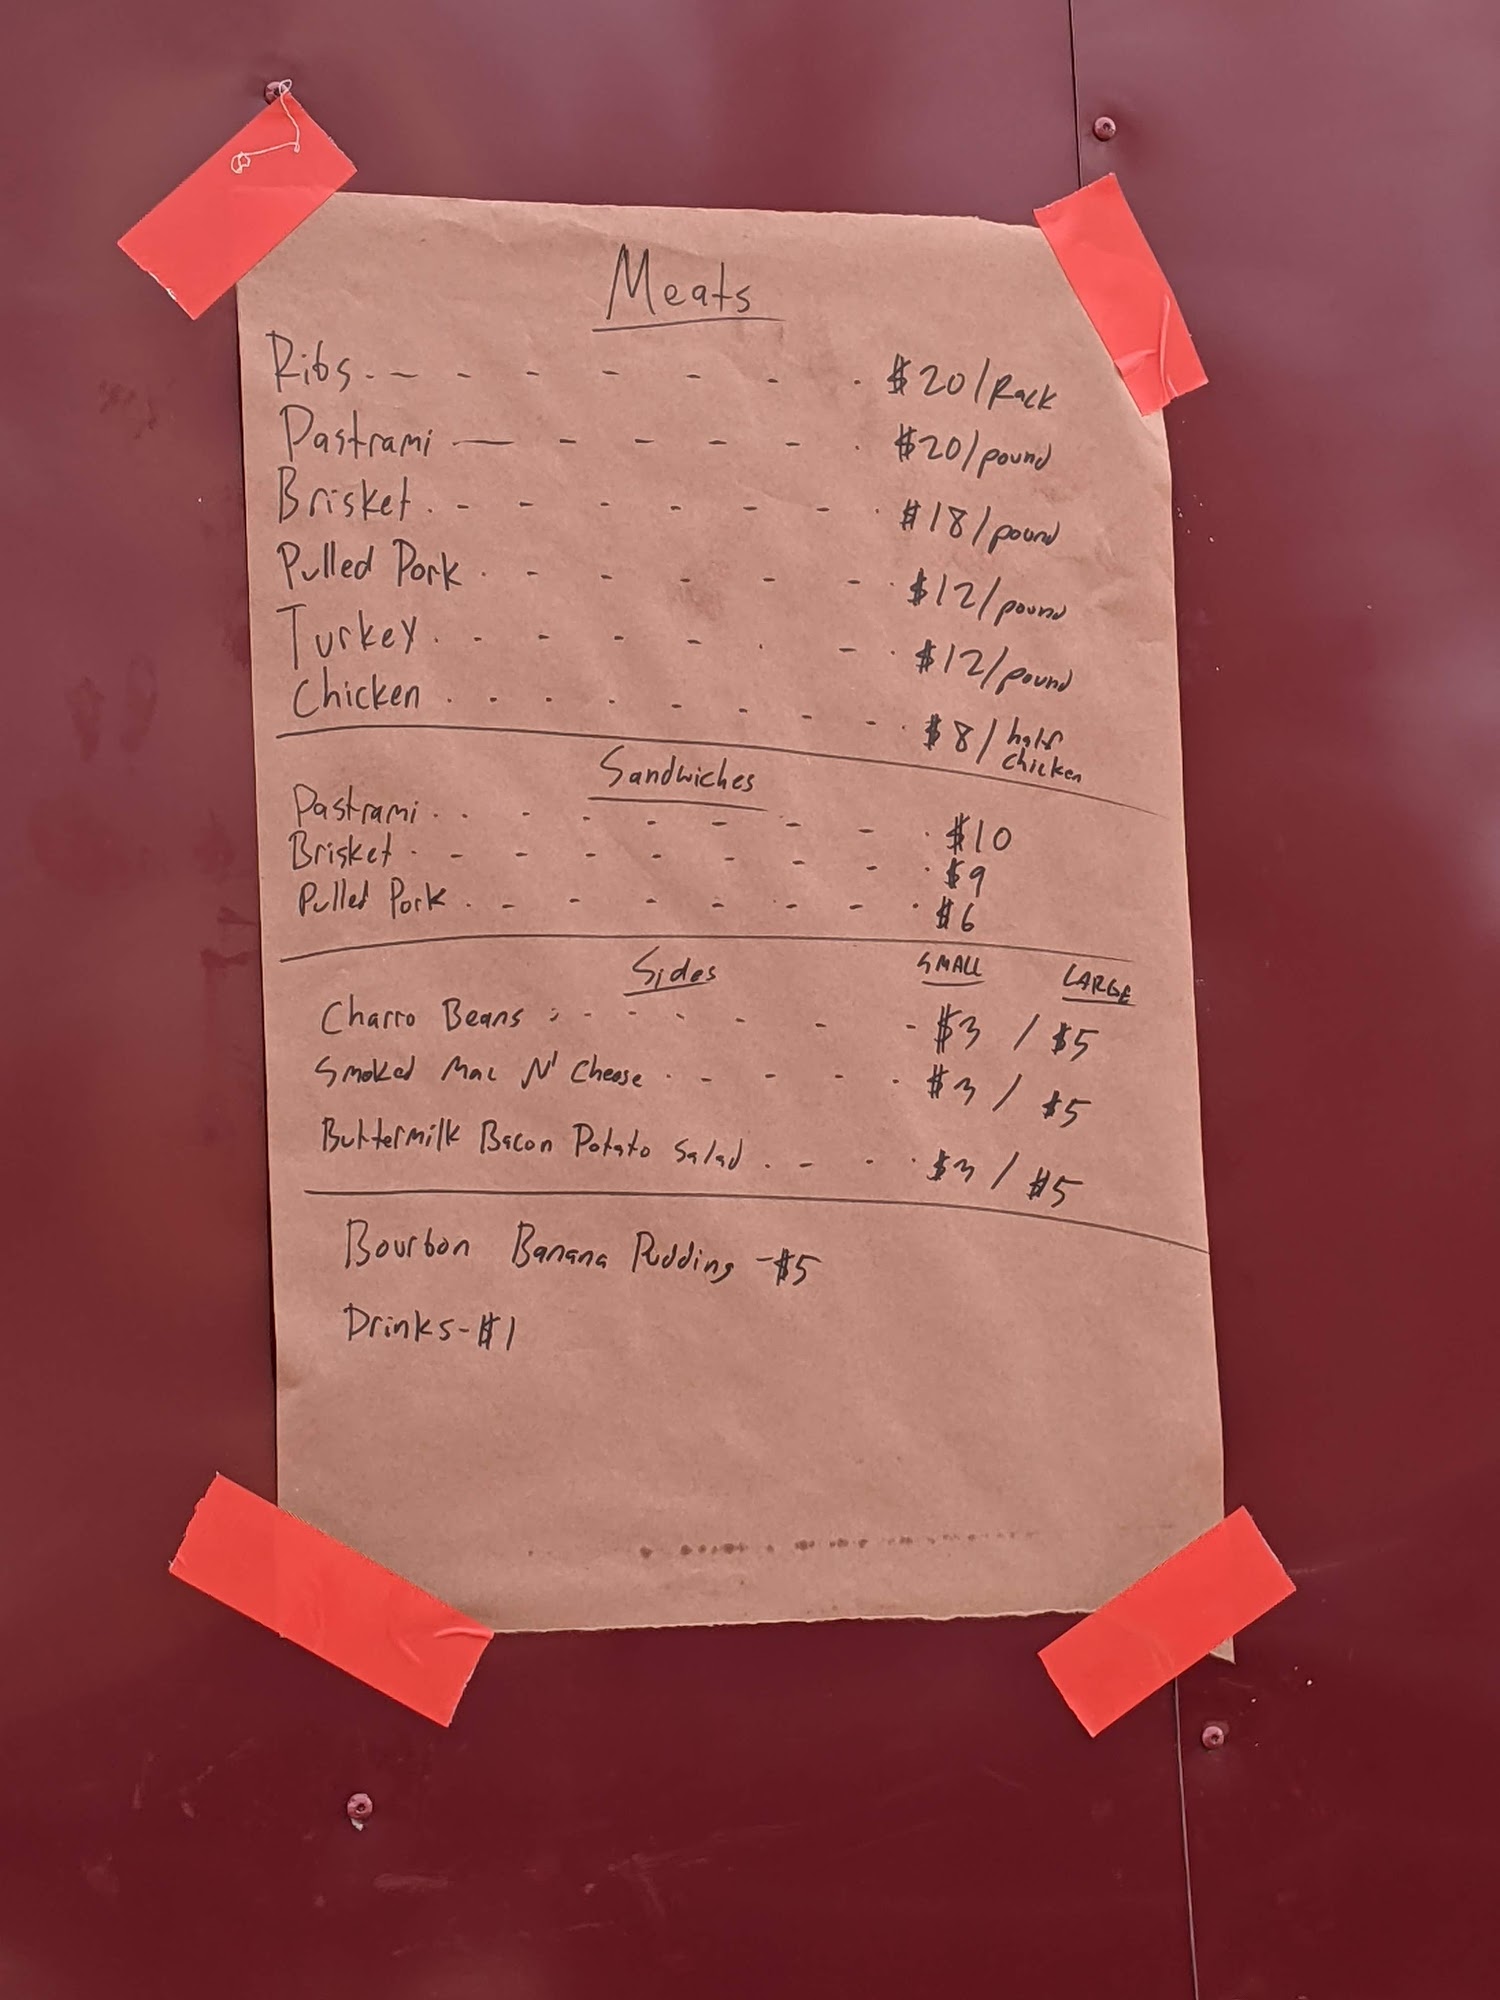 Meats
Ribs $20/Rack
Pastrami $20/pound
Brisket $18/pound
Pulled Pork $12/pound
Turkey $12/pound
Chicken $8/half chicken
Sandwiches
Pastrami $10
Brisket $9
Pulled Pork $6
Sides SMALL LARGE
Charro Beans $3 / $5
Smoked Mac N' Cheese $3 / $5
Buttermilk Bacon Potato Salad $3 / $5
Bourbon Banana Pudding - $5
Drinks - $1